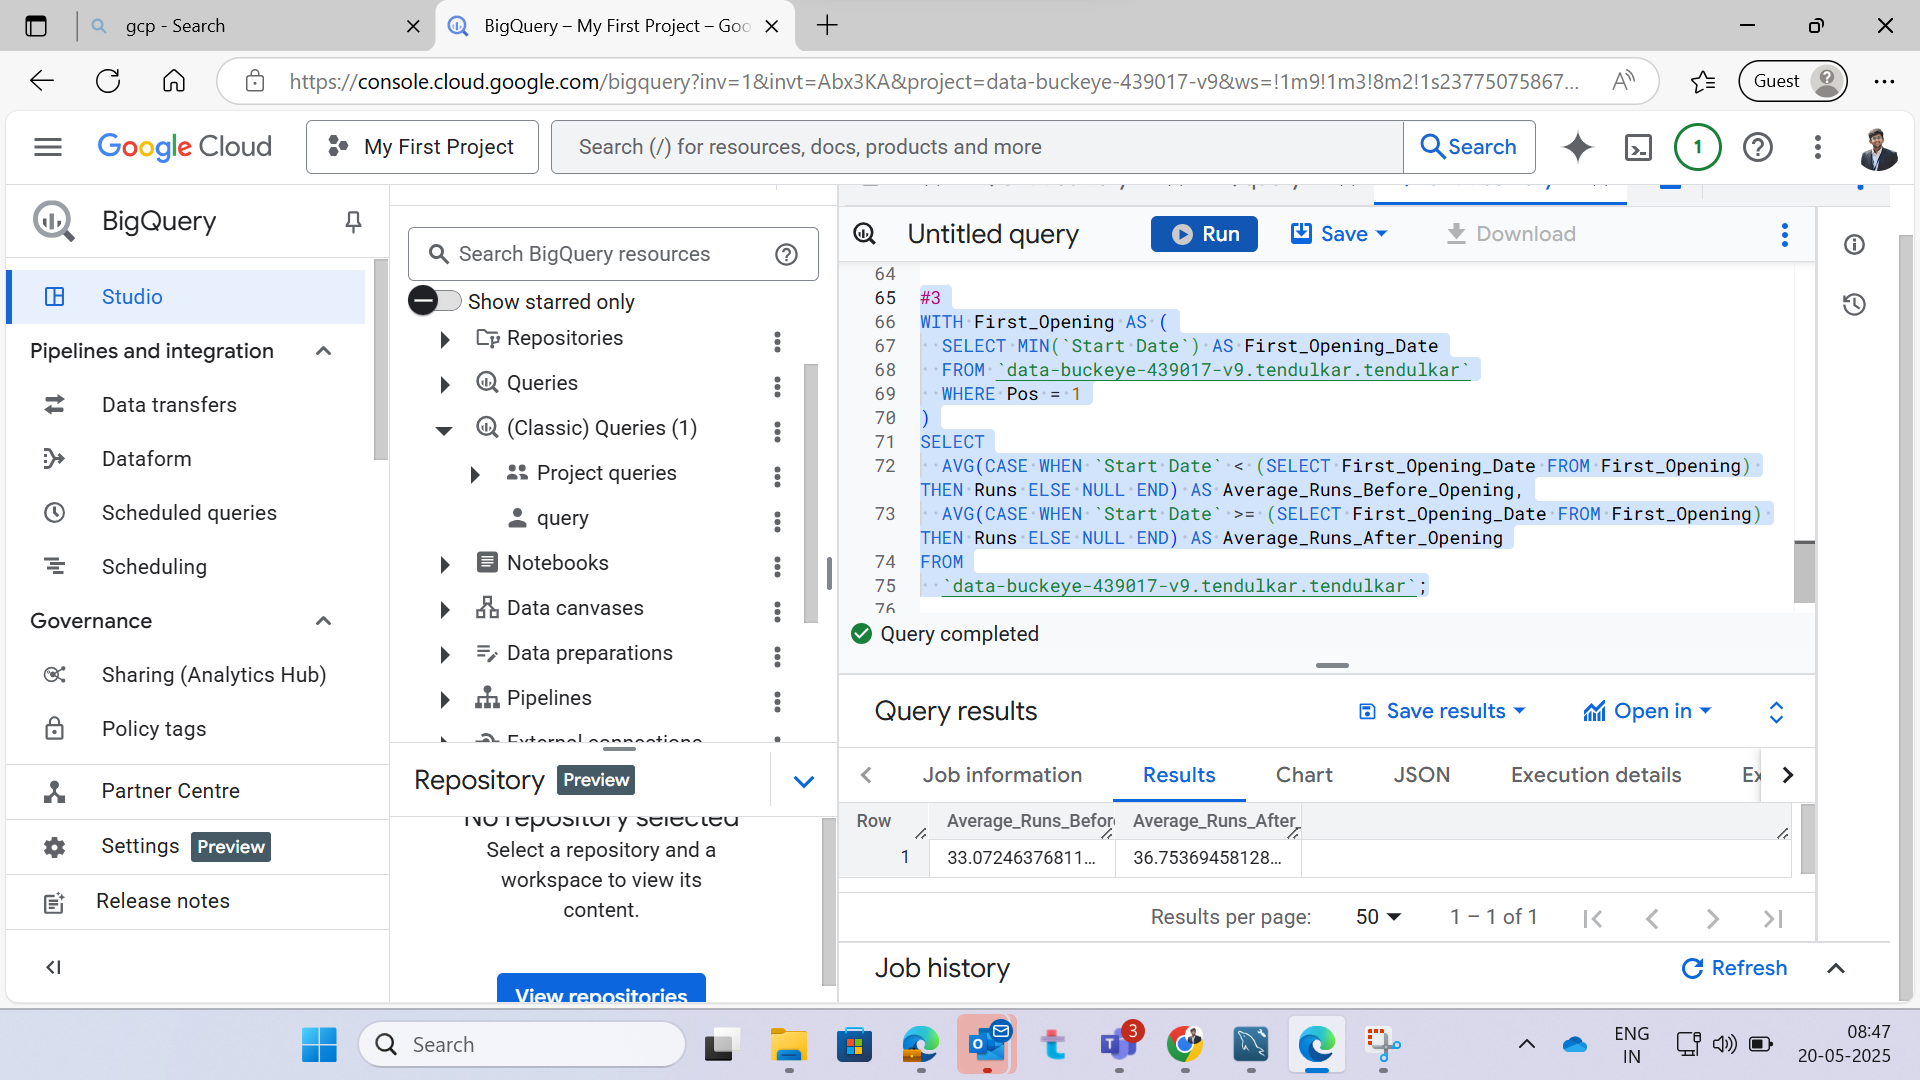 gcp - Search
BigQuery – My First Project – Goo
https://console.cloud.google.com/bigquery?inv=1&invt=Abx3KA&project=data-buckeye-439017-v9&ws=!1m9!1m3!8m2!1s23775075867...
Guest
Google Cloud
My First Project
Search (/) for resources, docs, products and more
Search
1
BigQuery
Studio
Pipelines and integration
Data transfers
Dataform
Scheduled queries
Scheduling
Governance
Sharing (Analytics Hub)
Policy tags
Partner Centre
Settings Preview
Release notes
Search BigQuery resources
Show starred only
Repositories
Queries
(Classic) Queries (1)
Project queries
query
Notebooks
Data canvases
Data preparations
Pipelines
External connections
Repository Preview
No repository selected
Select a repository and a
workspace to view its
content.
View repositories
Untitled query
Run
Save
Download
64
65 #3
66 WITH First_Opening AS (
67 SELECT MIN(`Start Date`) AS First_Opening_Date
68 FROM `data-buckeye-439017-v9.tendulkar.tendulkar`
69 WHERE Pos = 1
70 )
71 SELECT
72 AVG(CASE WHEN `Start Date` < (SELECT First_Opening_Date FROM First_Opening)
THEN Runs ELSE NULL END) AS Average_Runs_Before_Opening,
73 AVG(CASE WHEN `Start Date` >= (SELECT First_Opening_Date FROM First_Opening)
THEN Runs ELSE NULL END) AS Average_Runs_After_Opening
74 FROM
75 `data-buckeye-439017-v9.tendulkar.tendulkar`;
76
Query completed
Query results
Save results
Open in
Job information
Results
Chart
JSON
Execution details
Ex
Row Average_Runs_Befor Average_Runs_After_
1 33.07246376811... 36.75369458128...
Results per page: 50 1 – 1 of 1
Job history
Refresh
Search
3
ENG
IN
08:47
20-05-2025